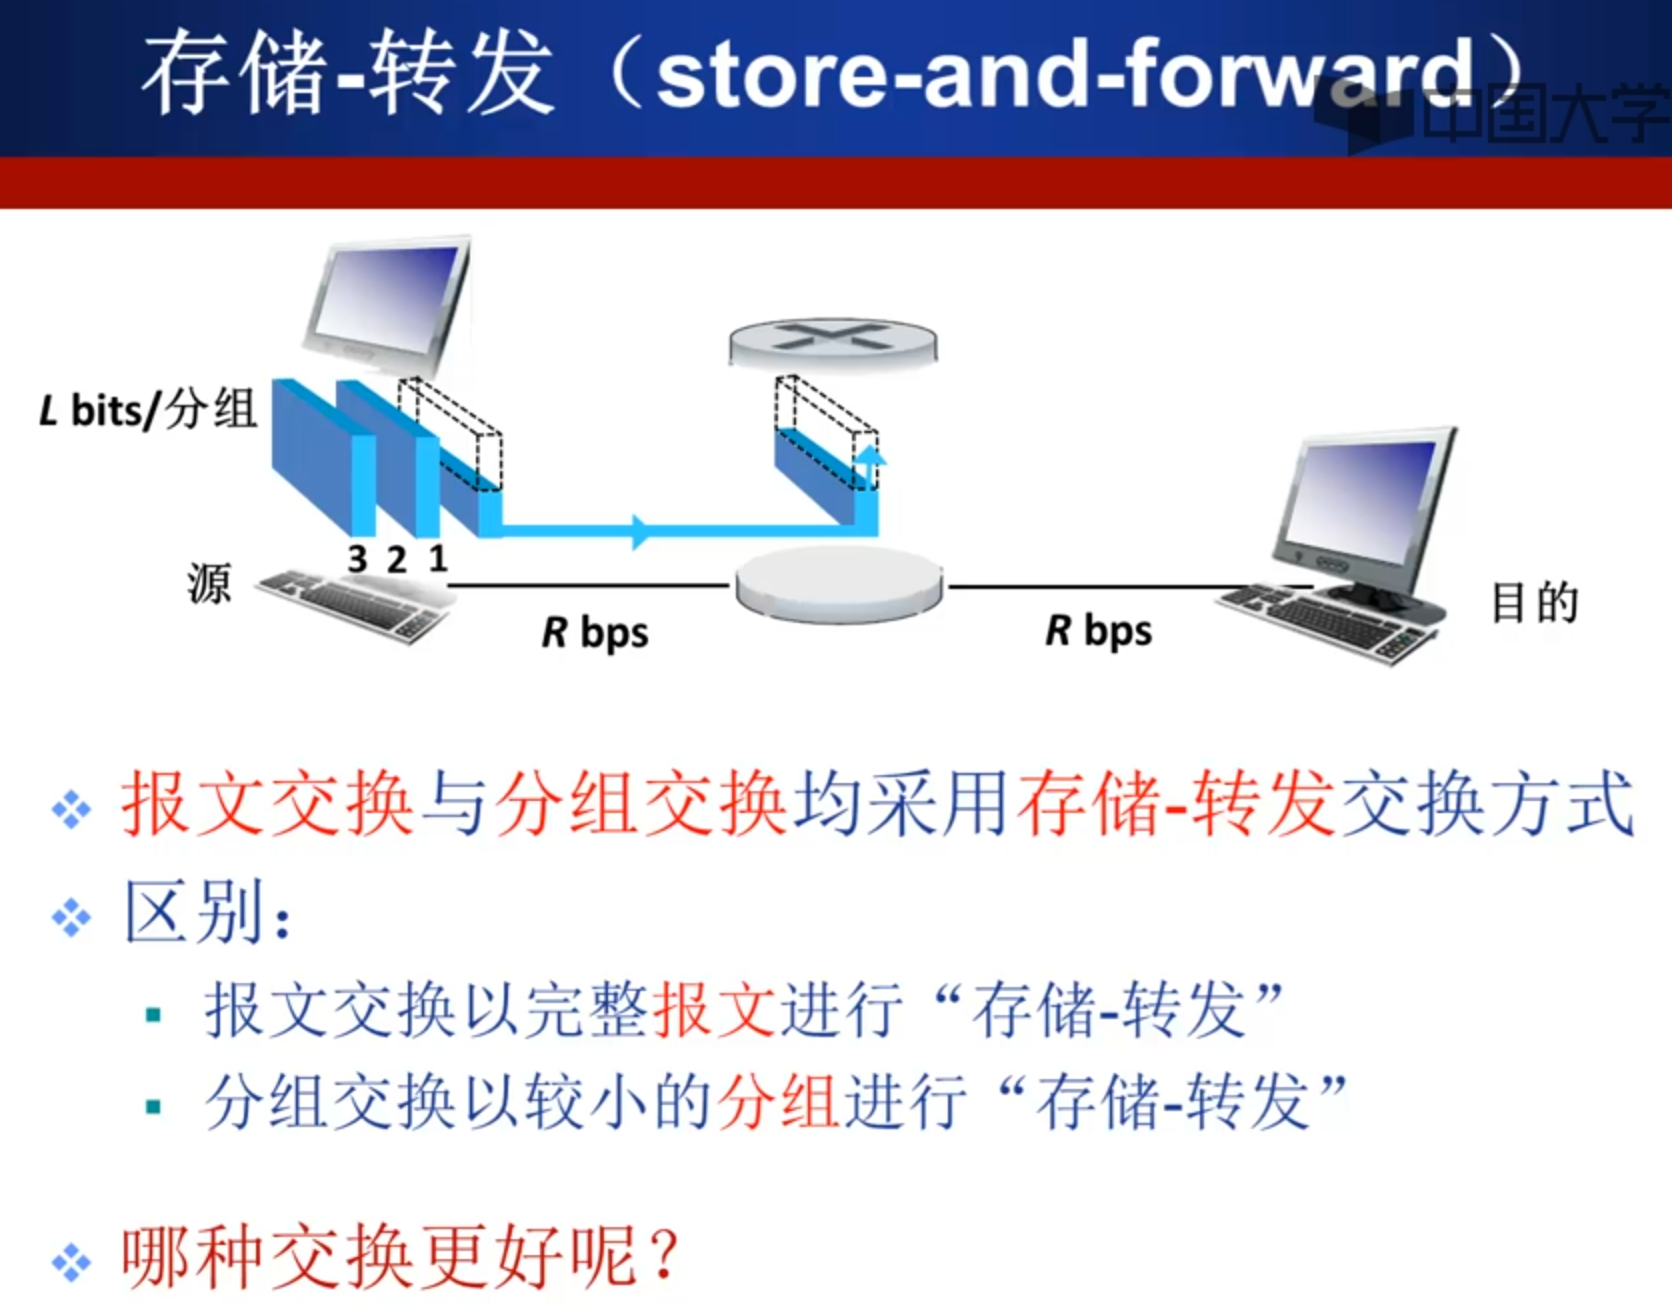 存储-转发（store-and-forward）
中国大学
L bits/分组
3 2 1
源
目的
R bps
R bps
报文交换与分组交换均采用存储-转发交换方式
区别：
报文交换以完整报文进行“存储-转发”
分组交换以较小的分组进行“存储-转发”
哪种交换更好呢？